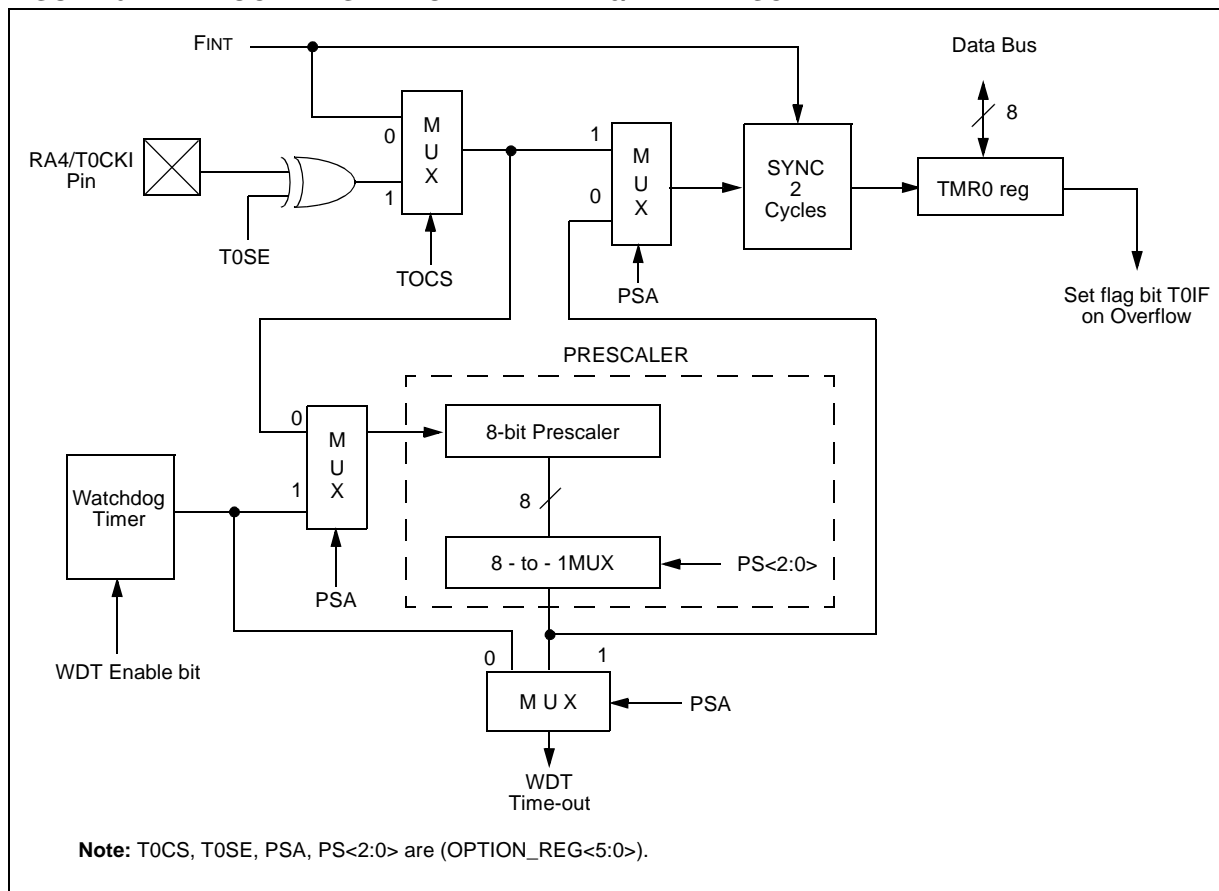 FINT
Data Bus
8
RA4/T0CKI
Pin
0
1
M
U
X
1
0
M
U
X
SYNC
2
Cycles
TMR0 reg
T0SE
TOCS
PSA
Set flag bit T0IF
on Overflow
PRESCALER
0
1
M
U
X
8-bit Prescaler
Watchdog
Timer
8
8 - to - 1MUX
PS<2:0>
PSA
WDT Enable bit
0
1
M U X
PSA
WDT
Time-out
Note: T0CS, T0SE, PSA, PS<2:0> are (OPTION_REG<5:0>).